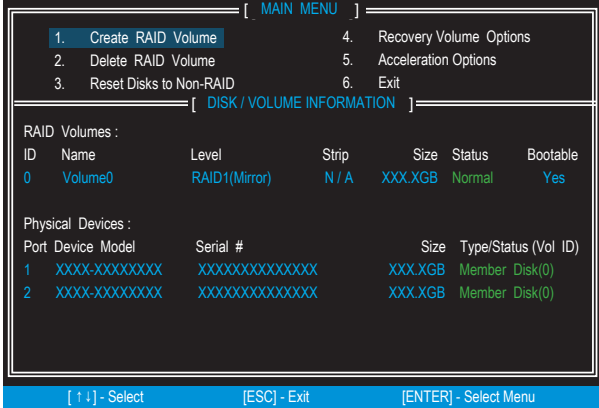 [ MAIN MENU ]
1. Create RAID Volume 4. Recovery Volume Options
2. Delete RAID Volume 5. Acceleration Options
3. Reset Disks to Non-RAID 6. Exit
[ DISK / VOLUME INFORMATION ]
RAID Volumes :
ID Name Level Strip Size Status Bootable
0 Volume0 RAID1(Mirror) N / A XXX.XGB Normal Yes
Physical Devices :
Port Device Model Serial # Size Type/Status (Vol ID)
1 XXXX-XXXXXXXX XXXXXXXXXXXXXX XXX.XGB Member Disk(0)
2 XXXX-XXXXXXXX XXXXXXXXXXXXXX XXX.XGB Member Disk(0)
[ ↑↓] - Select [ESC] - Exit [ENTER] - Select Menu